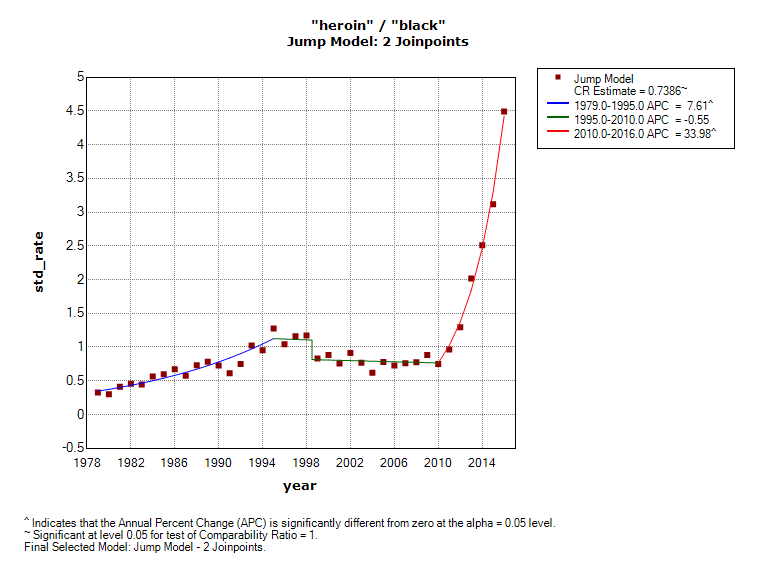 "heroin" / "black"
Jump Model: 2 Joinpoints
Jump Model
CR Estimate = 0.7386~
1979.0-1995.0 APC = 7.61^
1995.0-2010.0 APC = -0.55
2010.0-2016.0 APC = 33.98^
5
4.5
4
3.5
3
2.5
2
1.5
1
0.5
0
-0.5
std_rate
1978 1982 1986 1990 1994 1998 2002 2006 2010 2014
year
^ Indicates that the Annual Percent Change (APC) is significantly different from zero at the alpha = 0.05 level.
~ Significant at level 0.05 for test of Comparability Ratio = 1.
Final Selected Model: Jump Model - 2 Joinpoints.